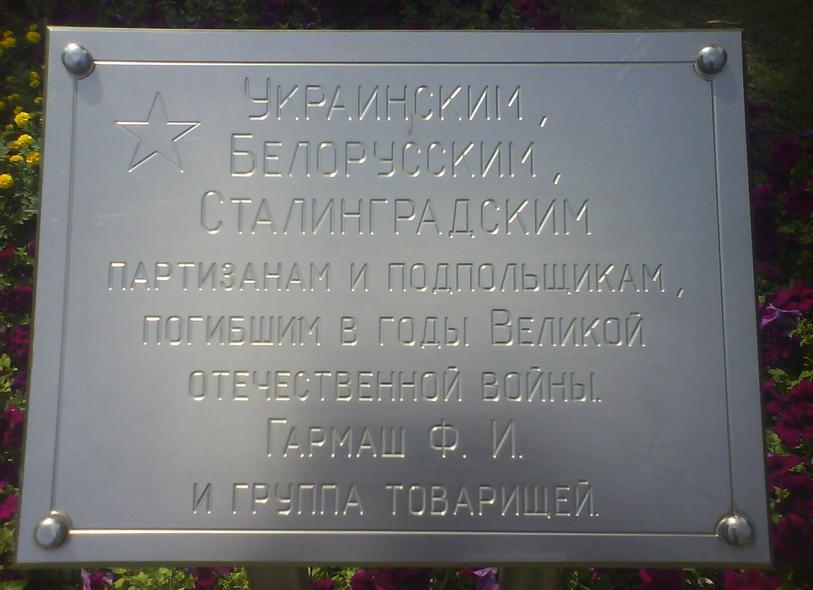 Украинским,
Белорусским,
Сталинградским
партизанам и подпольщикам,
погибшим в годы Великой
отечественной войны.
Гармаш Ф. И.
и группа товарищей.